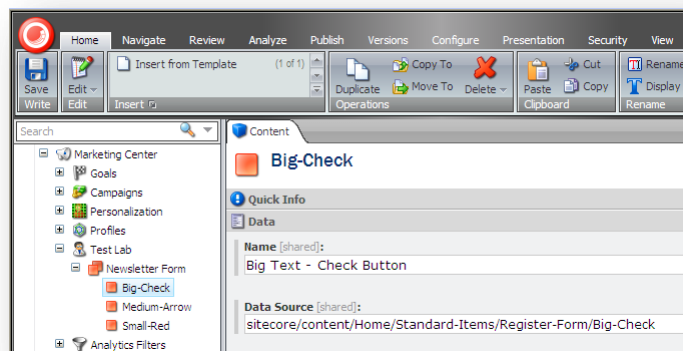 Home Navigate Review Analyze Publish Versions Configure Presentation Security View
Insert from Template (1 of 1) Copy To Cut Rename
Save Edit Duplicate Move To Delete Paste Copy Display
Write Edit Insert Operations Clipboard Rename
Search Content
Marketing Center Big-Check
Goals
Campaigns Quick Info
Personalization Data
Profiles
Test Lab Name [shared]:
Newsletter Form Big Text - Check Button
Big-Check
Medium-Arrow Data Source [shared]:
Small-Red sitecore/content/Home/Standard-Items/Register-Form/Big-Check
Analytics Filters